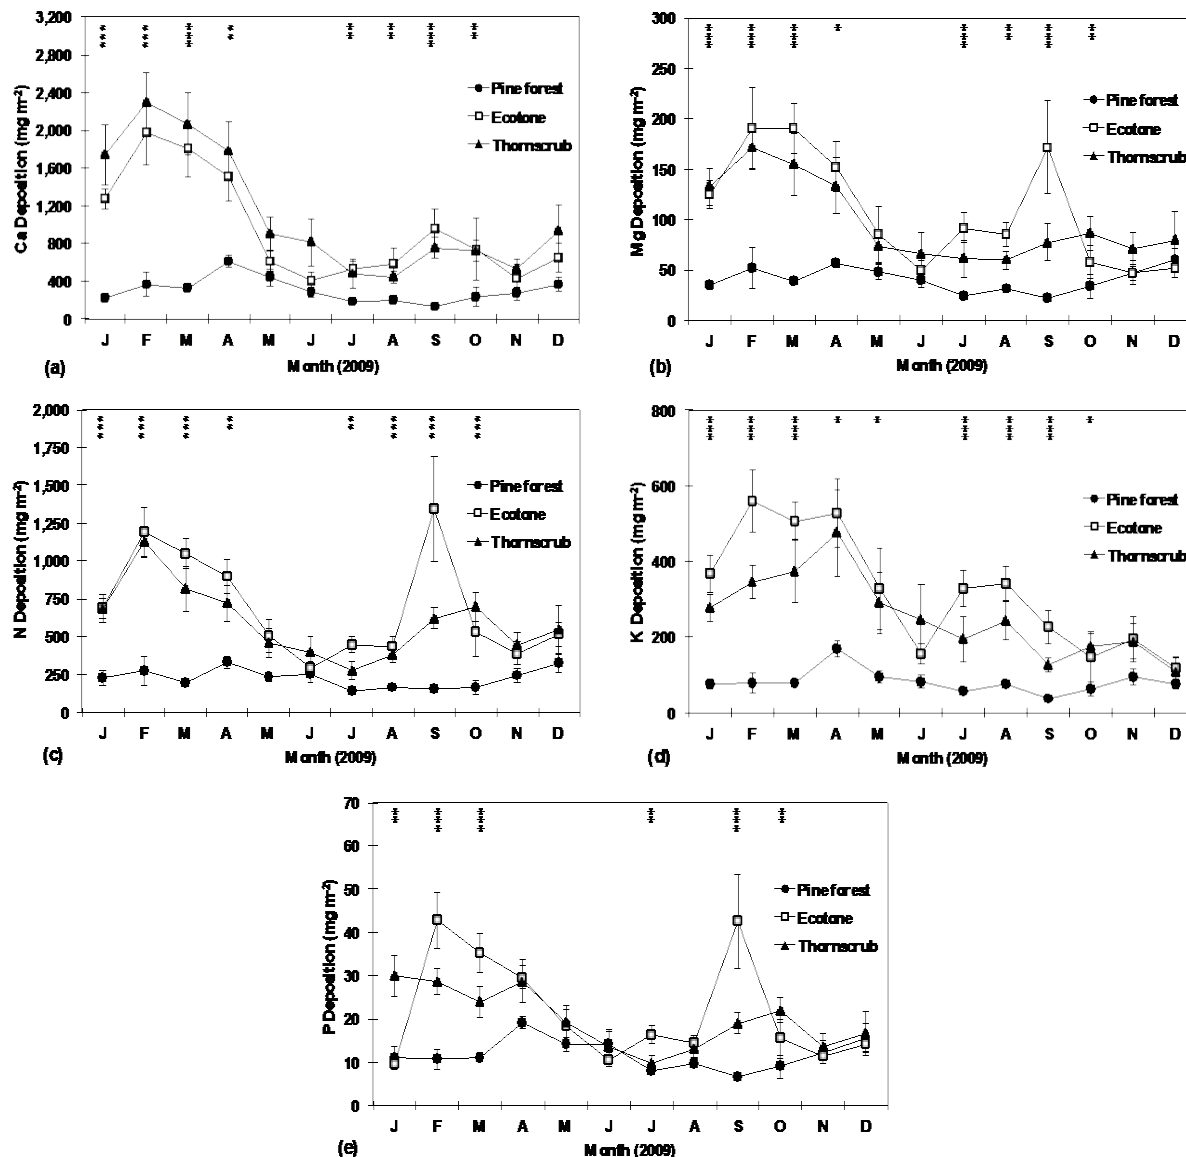 3,200
2,800
2,400
2,000
1,600
1,200
800
400
0
Ca Deposition (mg m-2)
*** *** *** ** ** ** *** **
Pine forest
Ecotone
Thornscrub
J F M A M J J A S O N D
(a)
Month (2009)
300
250
200
150
100
50
0
Mg Deposition (mg m-2)
*** *** *** * *** ** *** **
Pine forest
Ecotone
Thornscrub
J F M A M J J A S O N D
(b)
Month (2009)
2,000
1,750
1,500
1,250
1,000
750
500
250
0
N Deposition (mg m-2)
*** *** *** ** ** *** *** ***
Pine forest
Ecotone
Thornscrub
J F M A M J J A S O N D
(c)
Month (2009)
800
600
400
200
0
K Deposition (mg m-2)
*** *** *** * * *** *** *** *
Pine forest
Ecotone
Thornscrub
J F M A M J J A S O N D
(d)
Month (2009)
70
60
50
40
30
20
10
0
P Deposition (mg m-2)
** *** *** ** *** **
Pine forest
Ecotone
Thornscrub
J F M A M J J A S O N D
(e)
Month (2009)